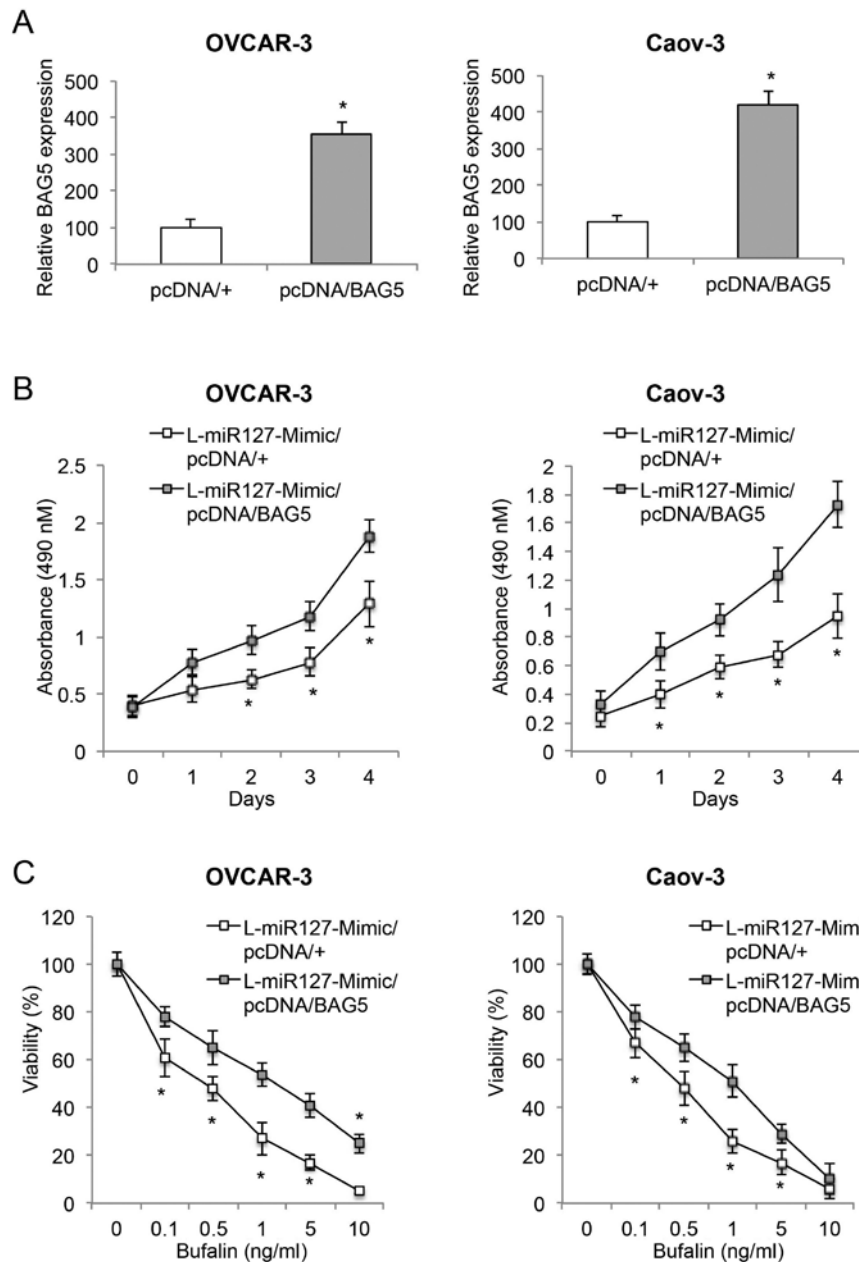 A
OVCAR-3
Relative BAG5 expression
500
400
300
200
100
0
*
pcDNA/+
pcDNA/BAG5
Caov-3
Relative BAG5 expression
500
400
300
200
100
0
*
pcDNA/+
pcDNA/BAG5
B
OVCAR-3
L-miR127-Mimic/
pcDNA/+
L-miR127-Mimic/
pcDNA/BAG5
Absorbance (490 nM)
2.5
2
1.5
1
0.5
0
* * *
0 1 2 3 4
Days
Caov-3
L-miR127-Mimic/
pcDNA/+
L-miR127-Mimic/
pcDNA/BAG5
Absorbance (490 nM)
2
1.8
1.6
1.4
1.2
1
0.8
0.6
0.4
0.2
0
* * * *
0 1 2 3 4
Days
C
OVCAR-3
L-miR127-Mimic/
pcDNA/+
L-miR127-Mimic/
pcDNA/BAG5
Viability (%)
120
100
80
60
40
20
0
* * * * *
0 0.1 0.5 1 5 10
Bufalin (ng/ml)
Caov-3
L-miR127-Mim
pcDNA/+
L-miR127-Mim
pcDNA/BAG5
Viability (%)
120
100
80
60
40
20
0
* * * *
0 0.1 0.5 1 5 10
Bufalin (ng/ml)